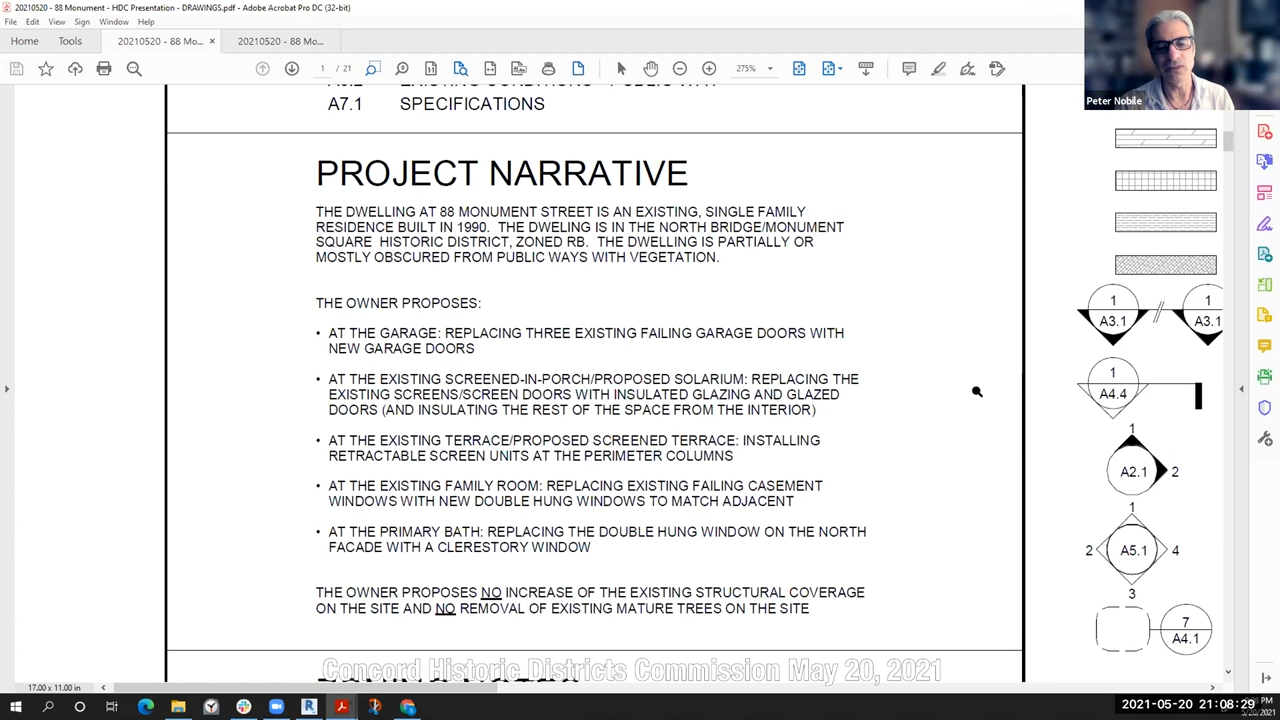 20210520 - 88 Monument - HDC Presentation - DRAWINGS.pdf - Adobe Acrobat Pro DC (32-bit)
File Edit View Sign Window Help
Home Tools 20210520 - 88 Mo... × 20210520 - 88 Mo...
1 / 21 275%
Peter Nobile
A7.1 SPECIFICATIONS
PROJECT NARRATIVE
THE DWELLING AT 88 MONUMENT STREET IS AN EXISTING, SINGLE FAMILY
RESIDENCE BUILT IN 1990. THE DWELING IS IN THE NORTH BRIDGE/MONUMENT
SQUARE HISTORIC DISTRICT, ZONED RB. THE DWELLING IS PARTIALLY OR
MOSTLY OBSCURED FROM PUBLIC WAYS WITH VEGETATION.
THE OWNER PROPOSES:
• AT THE GARAGE: REPLACING THREE EXISTING FAILING GARAGE DOORS WITH
NEW GARAGE DOORS
• AT THE EXISTING SCREENED-IN-PORCH/PROPOSED SOLARIUM: REPLACING THE
EXISTING SCREENS/SCREEN DOORS WITH INSULATED GLAZING AND GLAZED
DOORS (AND INSULATING THE REST OF THE SPACE FROM THE INTERIOR)
• AT THE EXISTING TERRACE/PROPOSED SCREENED TERRACE: INSTALLING
RETRACTABLE SCREEN UNITS AT THE PERIMETER COLUMNS
• AT THE EXISTING FAMILY ROOM: REPLACING EXISTING FAILING CASEMENT
WINDOWS WITH NEW DOUBLE HUNG WINDOWS TO MATCH ADJACENT
• AT THE PRIMARY BATH: REPLACING THE DOUBLE HUNG WINDOW ON THE NORTH
FACADE WITH A CLERESTORY WINDOW
THE OWNER PROPOSES NO INCREASE OF THE EXISTING STRUCTURAL COVERAGE
ON THE SITE AND NO REMOVAL OF EXISTING MATURE TREES ON THE SITE
1 1
A3.1 A3.1
1
A4.4
1
A2.1 2
1
2 A5.1 4
3
7
A4.1
Concord Historic Districts Commission May 20, 2021
17.00 x 11.00 in
2021-05-20 21:08:29
5/20/2021